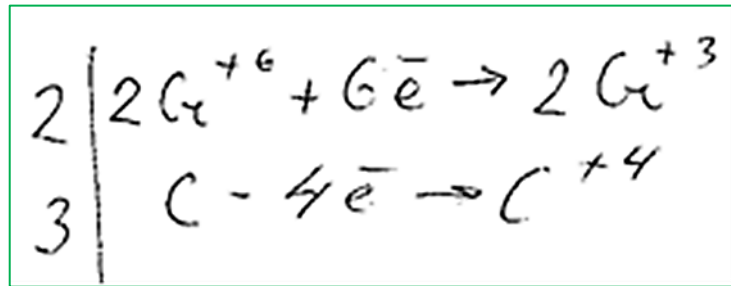 2 | 2Cr⁺⁶ + 6ē → 2Cr⁺³
3 | C - 4ē → C⁺⁴